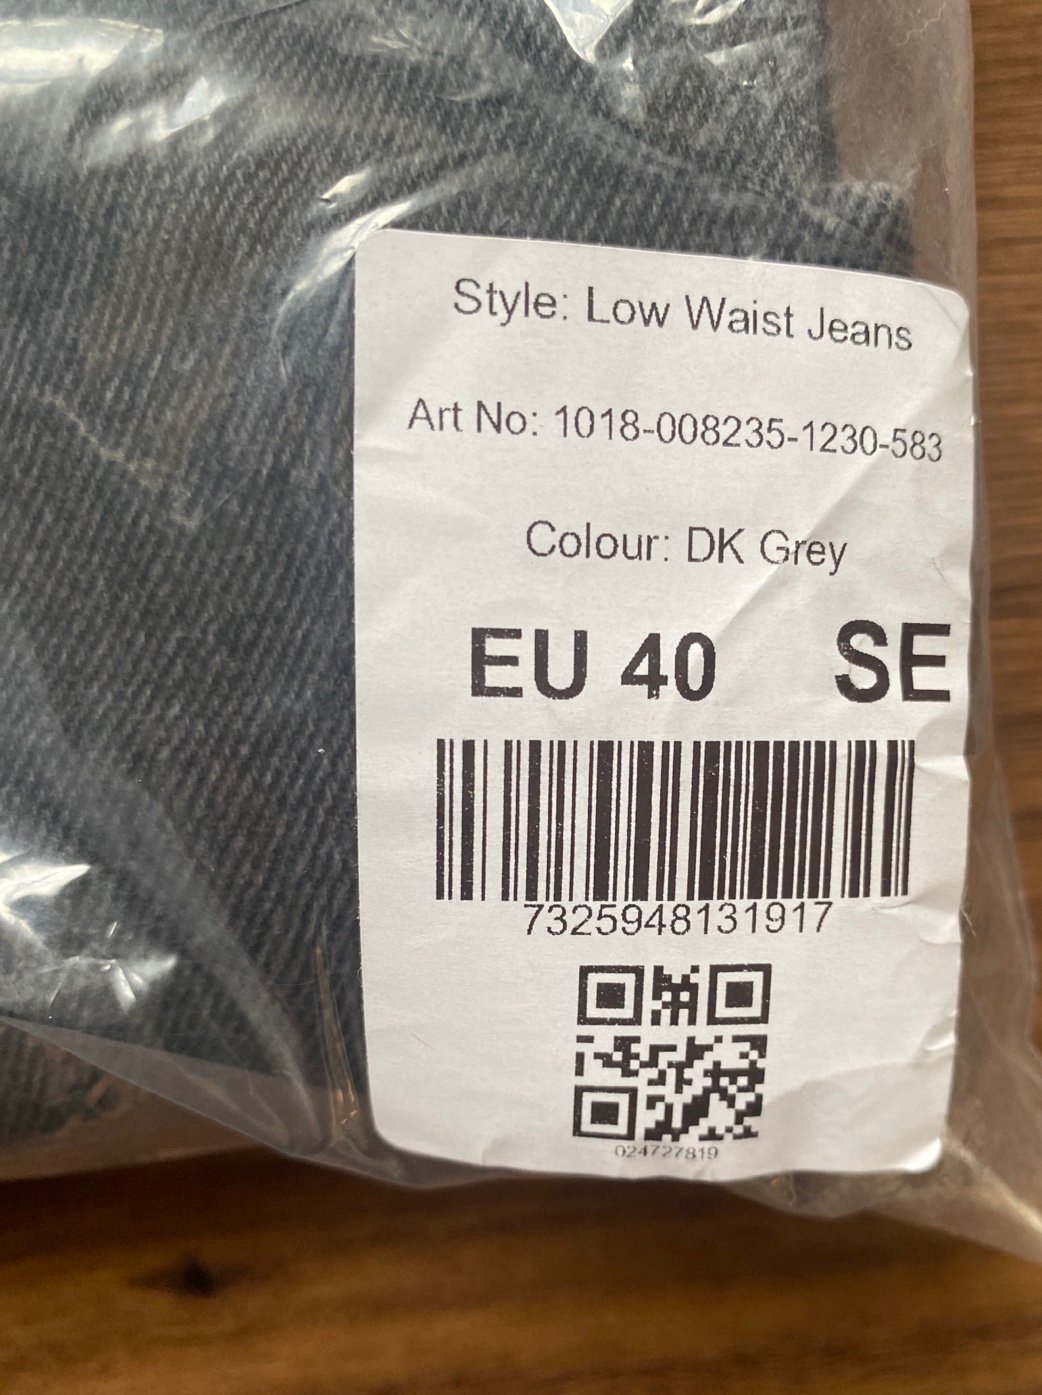 Style: Low Waist Jeans
Art No: 1018-008235-1230-583
Colour: DK Grey
EU 40 SE
7325948131917
024727819